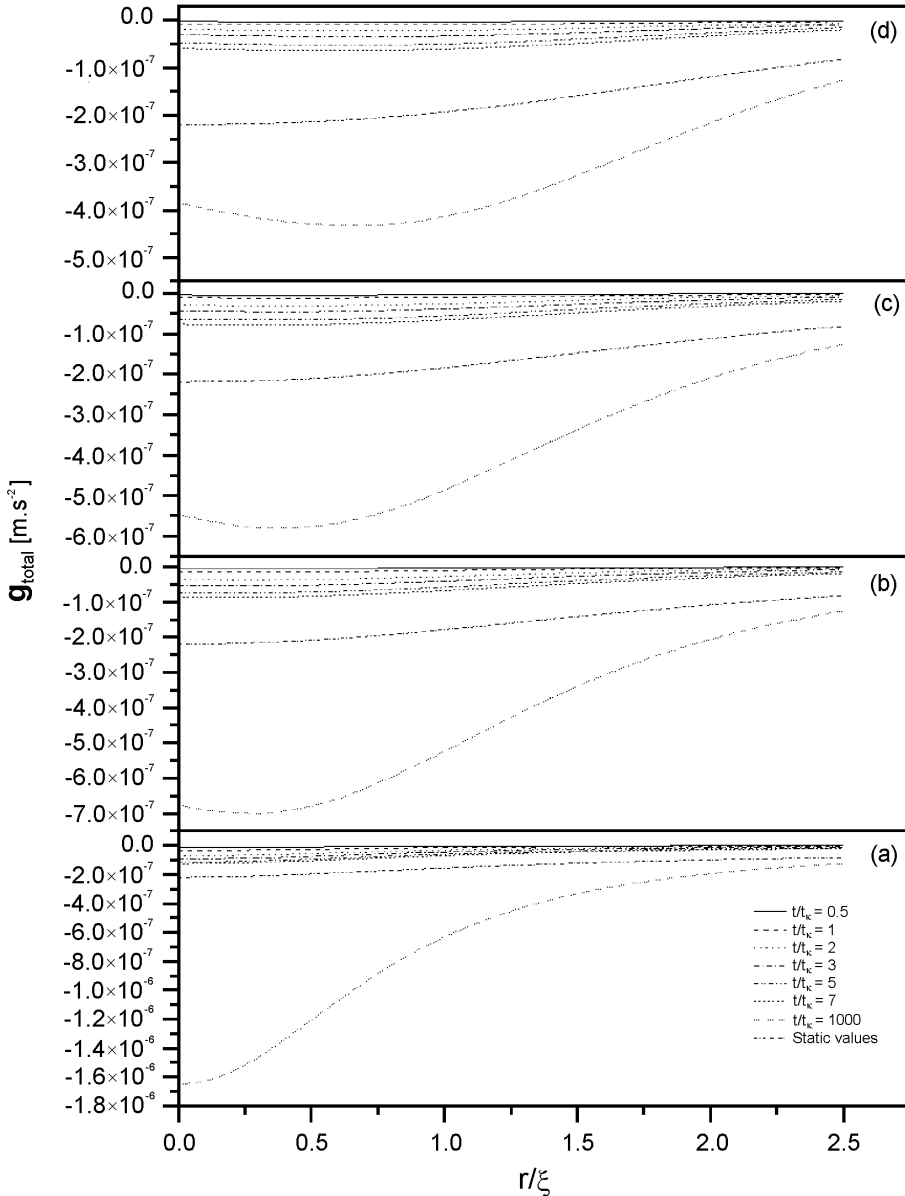 0.0
-1.0×10⁻⁷
-2.0×10⁻⁷
-3.0×10⁻⁷
-4.0×10⁻⁷
-5.0×10⁻⁷
(d)
0.0
-1.0×10⁻⁷
-2.0×10⁻⁷
-3.0×10⁻⁷
-4.0×10⁻⁷
-5.0×10⁻⁷
-6.0×10⁻⁷
(c)
g_total [m.s⁻²]
0.0
-1.0×10⁻⁷
-2.0×10⁻⁷
-3.0×10⁻⁷
-4.0×10⁻⁷
-5.0×10⁻⁷
-6.0×10⁻⁷
-7.0×10⁻⁷
(b)
0.0
-2.0×10⁻⁷
-4.0×10⁻⁷
-6.0×10⁻⁷
-8.0×10⁻⁷
-1.0×10⁻⁶
-1.2×10⁻⁶
-1.4×10⁻⁶
-1.6×10⁻⁶
-1.8×10⁻⁶
(a)
t/tκ = 0.5
t/tκ = 1
t/tκ = 2
t/tκ = 3
t/tκ = 5
t/tκ = 7
t/tκ = 1000
Static values
0.0 0.5 1.0 1.5 2.0 2.5
r/ξ